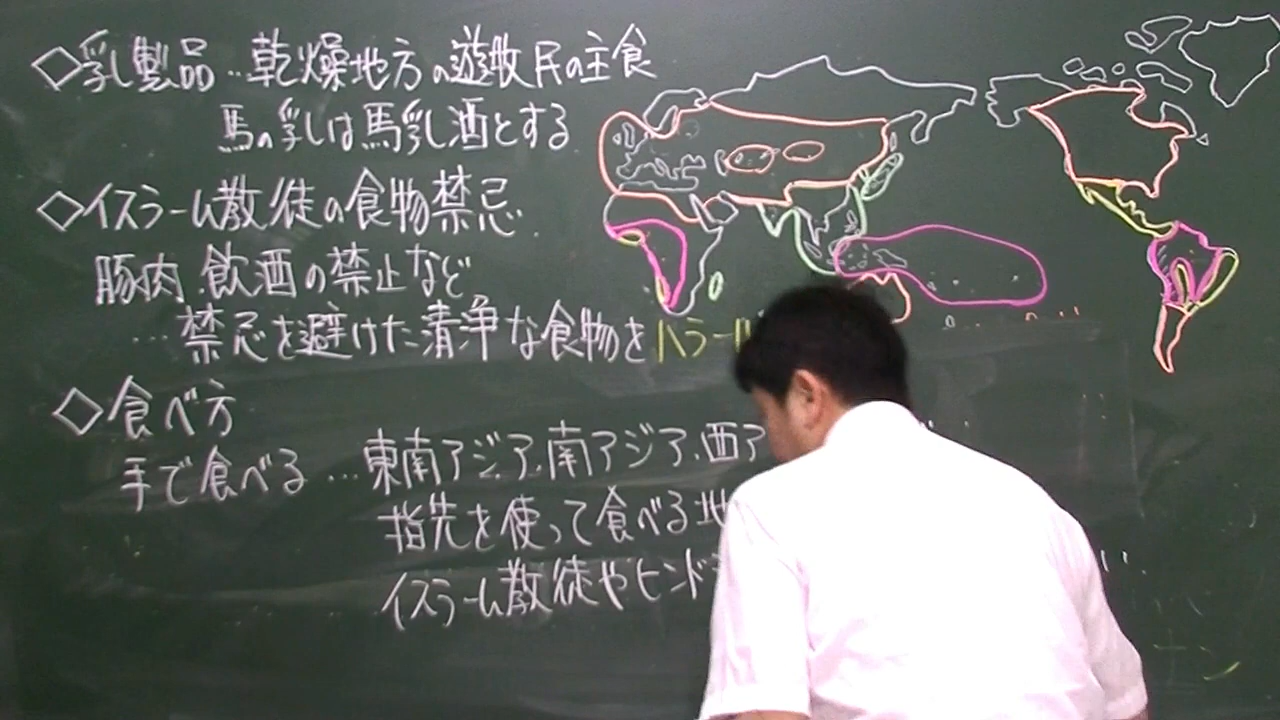 ◇乳製品…乾燥地方の遊牧民の主食
馬の乳は馬乳酒とする
◇イスラーム教徒の食物禁忌
豚肉、飲酒の禁止など
…禁忌を避けた清浄な食物をハラール
◇食べ方
手で食べる…東南アジア、南アジア、西ア
指先を使って食べる地
イスラーム教徒やヒンド